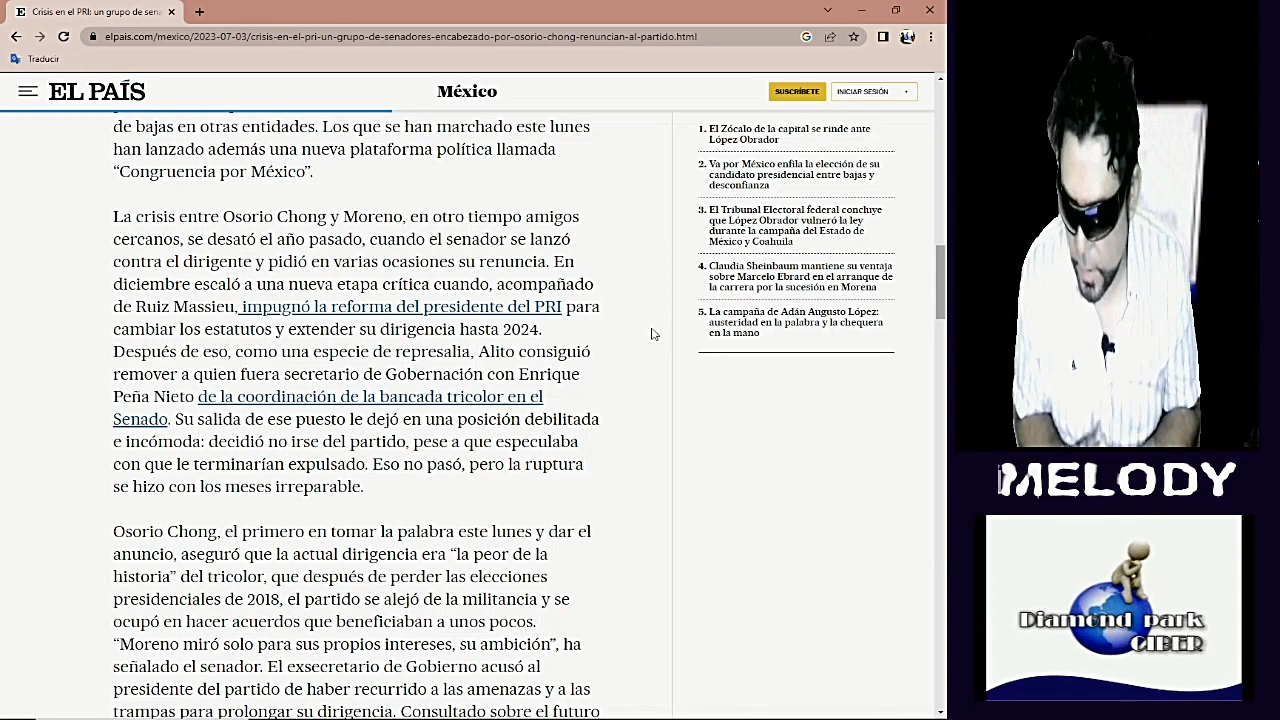 Crisis en el PRI: un grupo de sena
elpais.com/mexico/2023-07-03/crisis-en-el-pri-un-grupo-de-senadores-encabezado-por-osorio-chong-renuncian-al-partido.html
Traducir
EL PAÍS
México
SUSCRÍBETE
INICIAR SESIÓN
de bajas en otras entidades. Los que se han marchado este lunes
han lanzado además una nueva plataforma política llamada
“Congruencia por México”.
La crisis entre Osorio Chong y Moreno, en otro tiempo amigos
cercanos, se desató el año pasado, cuando el senador se lanzó
contra el dirigente y pidió en varias ocasiones su renuncia. En
diciembre escaló a una nueva etapa crítica cuando, acompañado
de Ruiz Massieu, impugnó la reforma del presidente del PRI para
cambiar los estatutos y extender su dirigencia hasta 2024.
Después de eso, como una especie de represalia, Alito consiguió
remover a quien fuera secretario de Gobernación con Enrique
Peña Nieto de la coordinación de la bancada tricolor en el
Senado. Su salida de ese puesto le dejó en una posición debilitada
e incómoda: decidió no irse del partido, pese a que especulaba
con que le terminarían expulsado. Eso no pasó, pero la ruptura
se hizo con los meses irreparable.
Osorio Chong, el primero en tomar la palabra este lunes y dar el
anuncio, aseguró que la actual dirigencia era “la peor de la
historia” del tricolor, que después de perder las elecciones
presidenciales de 2018, el partido se alejó de la militancia y se
ocupó en hacer acuerdos que beneficiaban a unos pocos.
“Moreno miró solo para sus propios intereses, su ambición”, ha
señalado el senador. El exsecretario de Gobierno acusó al
presidente del partido de haber recurrido a las amenazas y a las
trampas para prolongar su dirigencia. Consultado sobre el futuro
1. El Zócalo de la capital se rinde ante
López Obrador
2. Va por México enfila la elección de su
candidato presidencial entre bajas y
desconfianza
3. El Tribunal Electoral federal concluye
que López Obrador vulneró la ley
durante la campaña del Estado de
México y Coahuila
4. Claudia Sheinbaum mantiene su ventaja
sobre Marcelo Ebrard en el arranque de
la carrera por la sucesión en Morena
5. La campaña de Adán Augusto López:
austeridad en la palabra y la chequera
en la mano
MELODY
Diamond park
CIBER